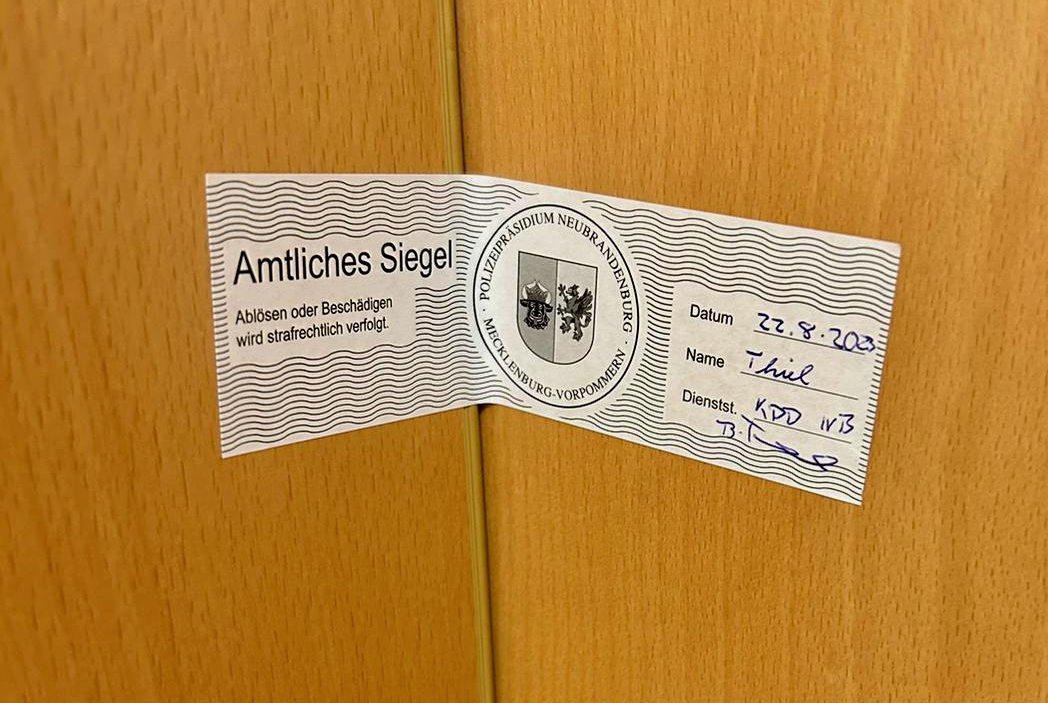 Amtliches Siegel
Ablösen oder Beschädigen
wird strafrechtlich verfolgt.
· POLIZEIPRÄSIDIUM NEUBRANDENBURG ·
MECKLENBURG-VORPOMMERN
Datum 22.8.2023
Name Thiel
Dienstst. KDD NB